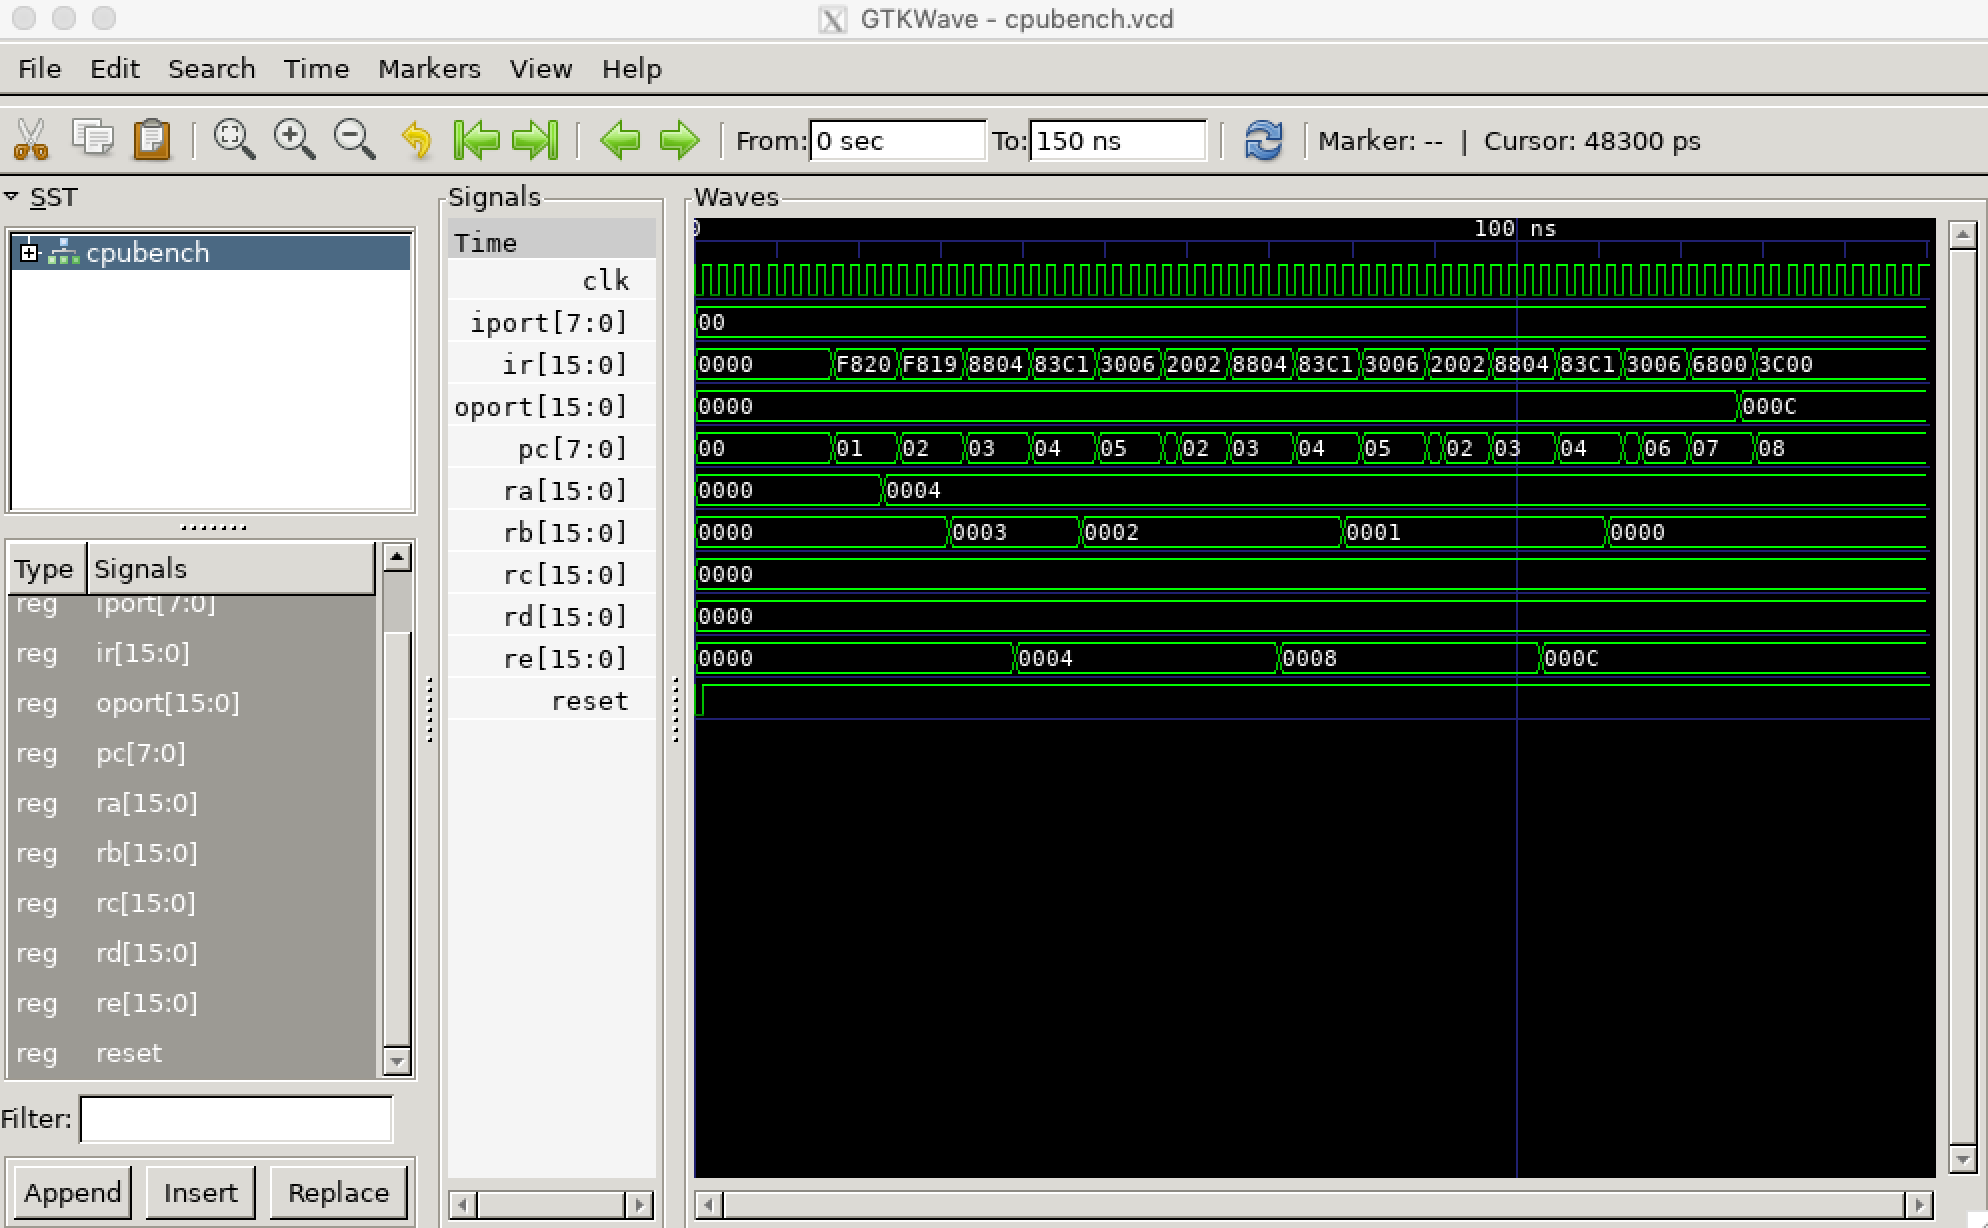 GTKWave - cpubench.vcd
File Edit Search Time Markers View Help
From: 0 sec To: 150 ns Marker: -- | Cursor: 48300 ps
SST
cpubench
Type Signals
reg iport[7:0]
reg ir[15:0]
reg oport[15:0]
reg pc[7:0]
reg ra[15:0]
reg rb[15:0]
reg rc[15:0]
reg rd[15:0]
reg re[15:0]
reg reset
Filter:
Append Insert Replace
Signals
Time
clk
iport[7:0]
ir[15:0]
oport[15:0]
pc[7:0]
ra[15:0]
rb[15:0]
rc[15:0]
rd[15:0]
re[15:0]
reset
Waves
0 100 ns
00
0000 F820 F819 8804 83C1 3006 2002 8804 83C1 3006 2002 8804 83C1 3006 6800 3C00
0000 000C
00 01 02 03 04 05 02 03 04 05 02 03 04 06 07 08
0000 0004
0000 0003 0002 0001 0000
0000
0000
0000 0004 0008 000C